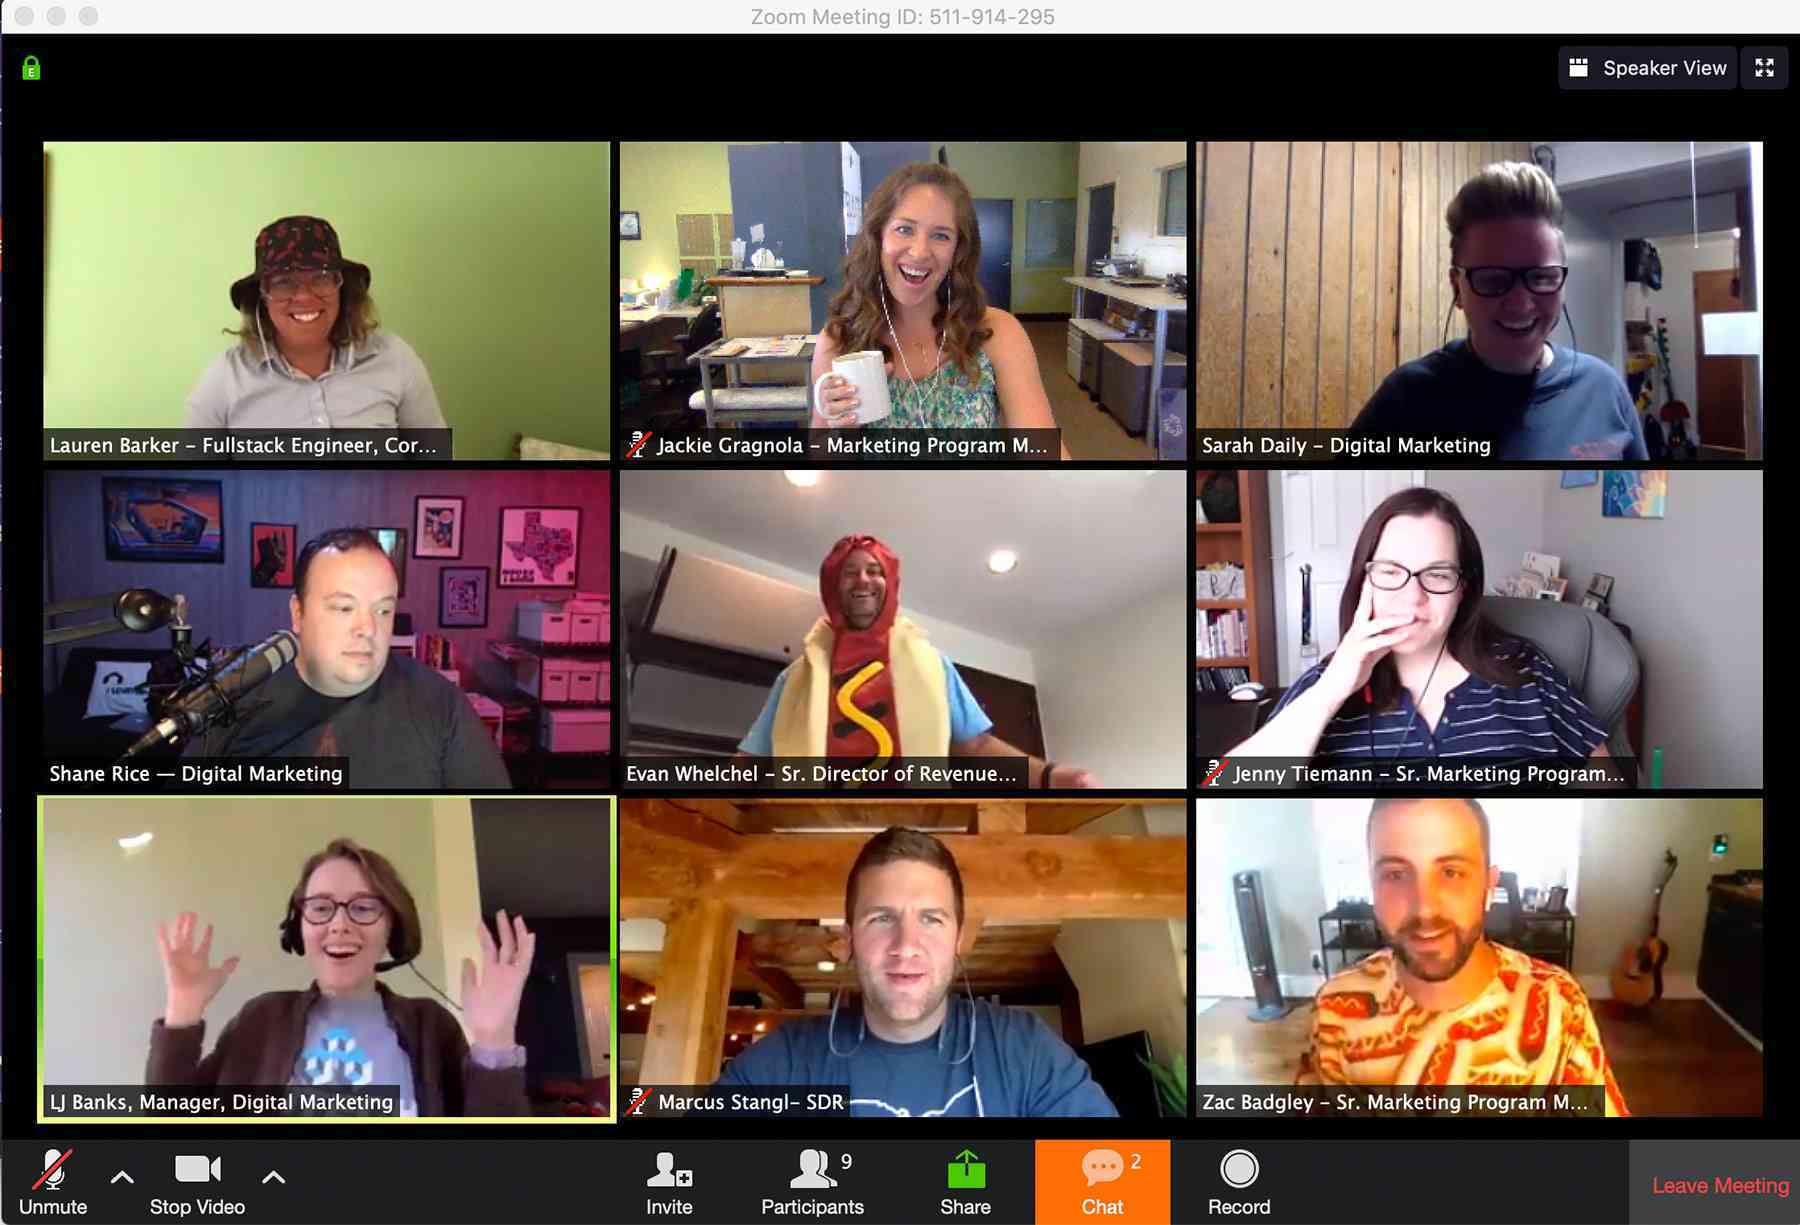 Zoom Meeting ID: 511-914-295
E
Speaker View
Lauren Barker – Fullstack Engineer, Cor...
Jackie Gragnola – Marketing Program M...
Sarah Daily – Digital Marketing
TEXAS
Shane Rice — Digital Marketing
Evan Whelchel – Sr. Director of Revenue...
Jenny Tiemann – Sr. Marketing Program...
LJ Banks, Manager, Digital Marketing
Marcus Stangl– SDR
Zac Badgley – Sr. Marketing Program M...
9
2
Unmute
Stop Video
Invite
Participants
Share
Chat
Record
Leave Meeting